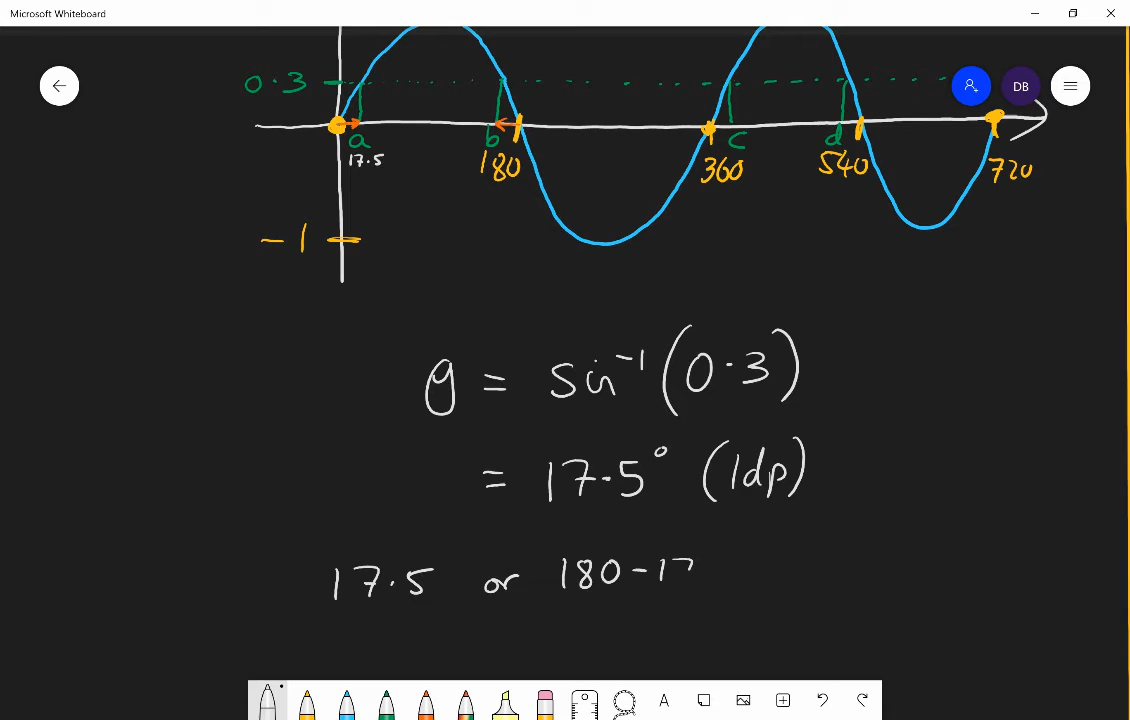 Microsoft Whiteboard
0.3
DB
a
b
c
d
17.5
180
360
540
720
-1
g = sin⁻¹(0.3)
= 17.5° (1dp)
17.5 or 180-17
A